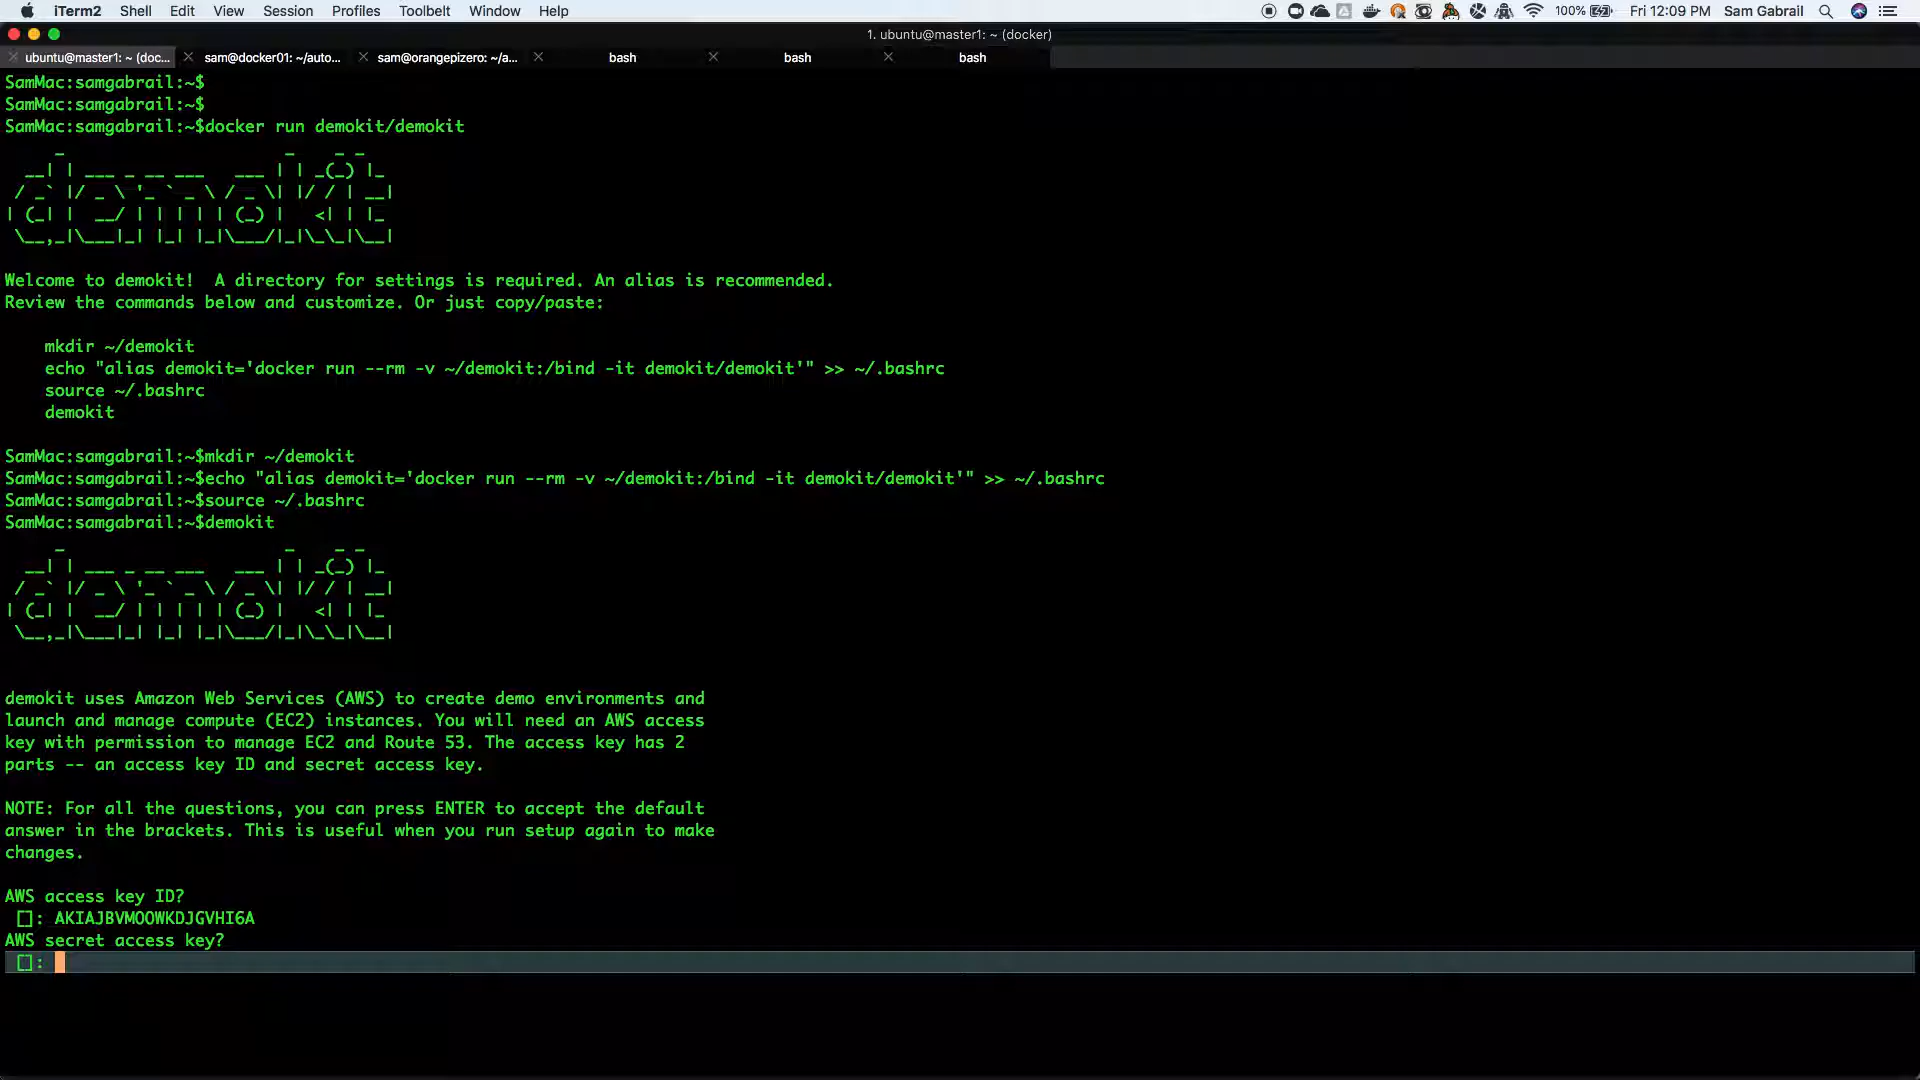 iTerm2 Shell Edit View Session Profiles Toolbelt Window Help 100% Fri 12:09 PM Sam Gabrail
1. ubuntu@master1: ~ (docker)
ubuntu@master1: ~ (doc... sam@docker01: ~/auto... sam@orangepizero: ~/a... bash bash bash
SamMac:samgabrail:~$
SamMac:samgabrail:~$
SamMac:samgabrail:~$docker run demokit/demokit
demokit
Welcome to demokit!  A directory for settings is required. An alias is recommended.
Review the commands below and customize. Or just copy/paste:
mkdir ~/demokit
echo "alias demokit='docker run --rm -v ~/demokit:/bind -it demokit/demokit'" >> ~/.bashrc
source ~/.bashrc
demokit
SamMac:samgabrail:~$mkdir ~/demokit
SamMac:samgabrail:~$echo "alias demokit='docker run --rm -v ~/demokit:/bind -it demokit/demokit'" >> ~/.bashrc
SamMac:samgabrail:~$source ~/.bashrc
SamMac:samgabrail:~$demokit
demokit
demokit uses Amazon Web Services (AWS) to create demo environments and
launch and manage compute (EC2) instances. You will need an AWS access
key with permission to manage EC2 and Route 53. The access key has 2
parts -- an access key ID and secret access key.
NOTE: For all the questions, you can press ENTER to accept the default
answer in the brackets. This is useful when you run setup again to make
changes.
AWS access key ID?
[]: AKIAJBVMOOWKDJGVHI6A
AWS secret access key?
[]: